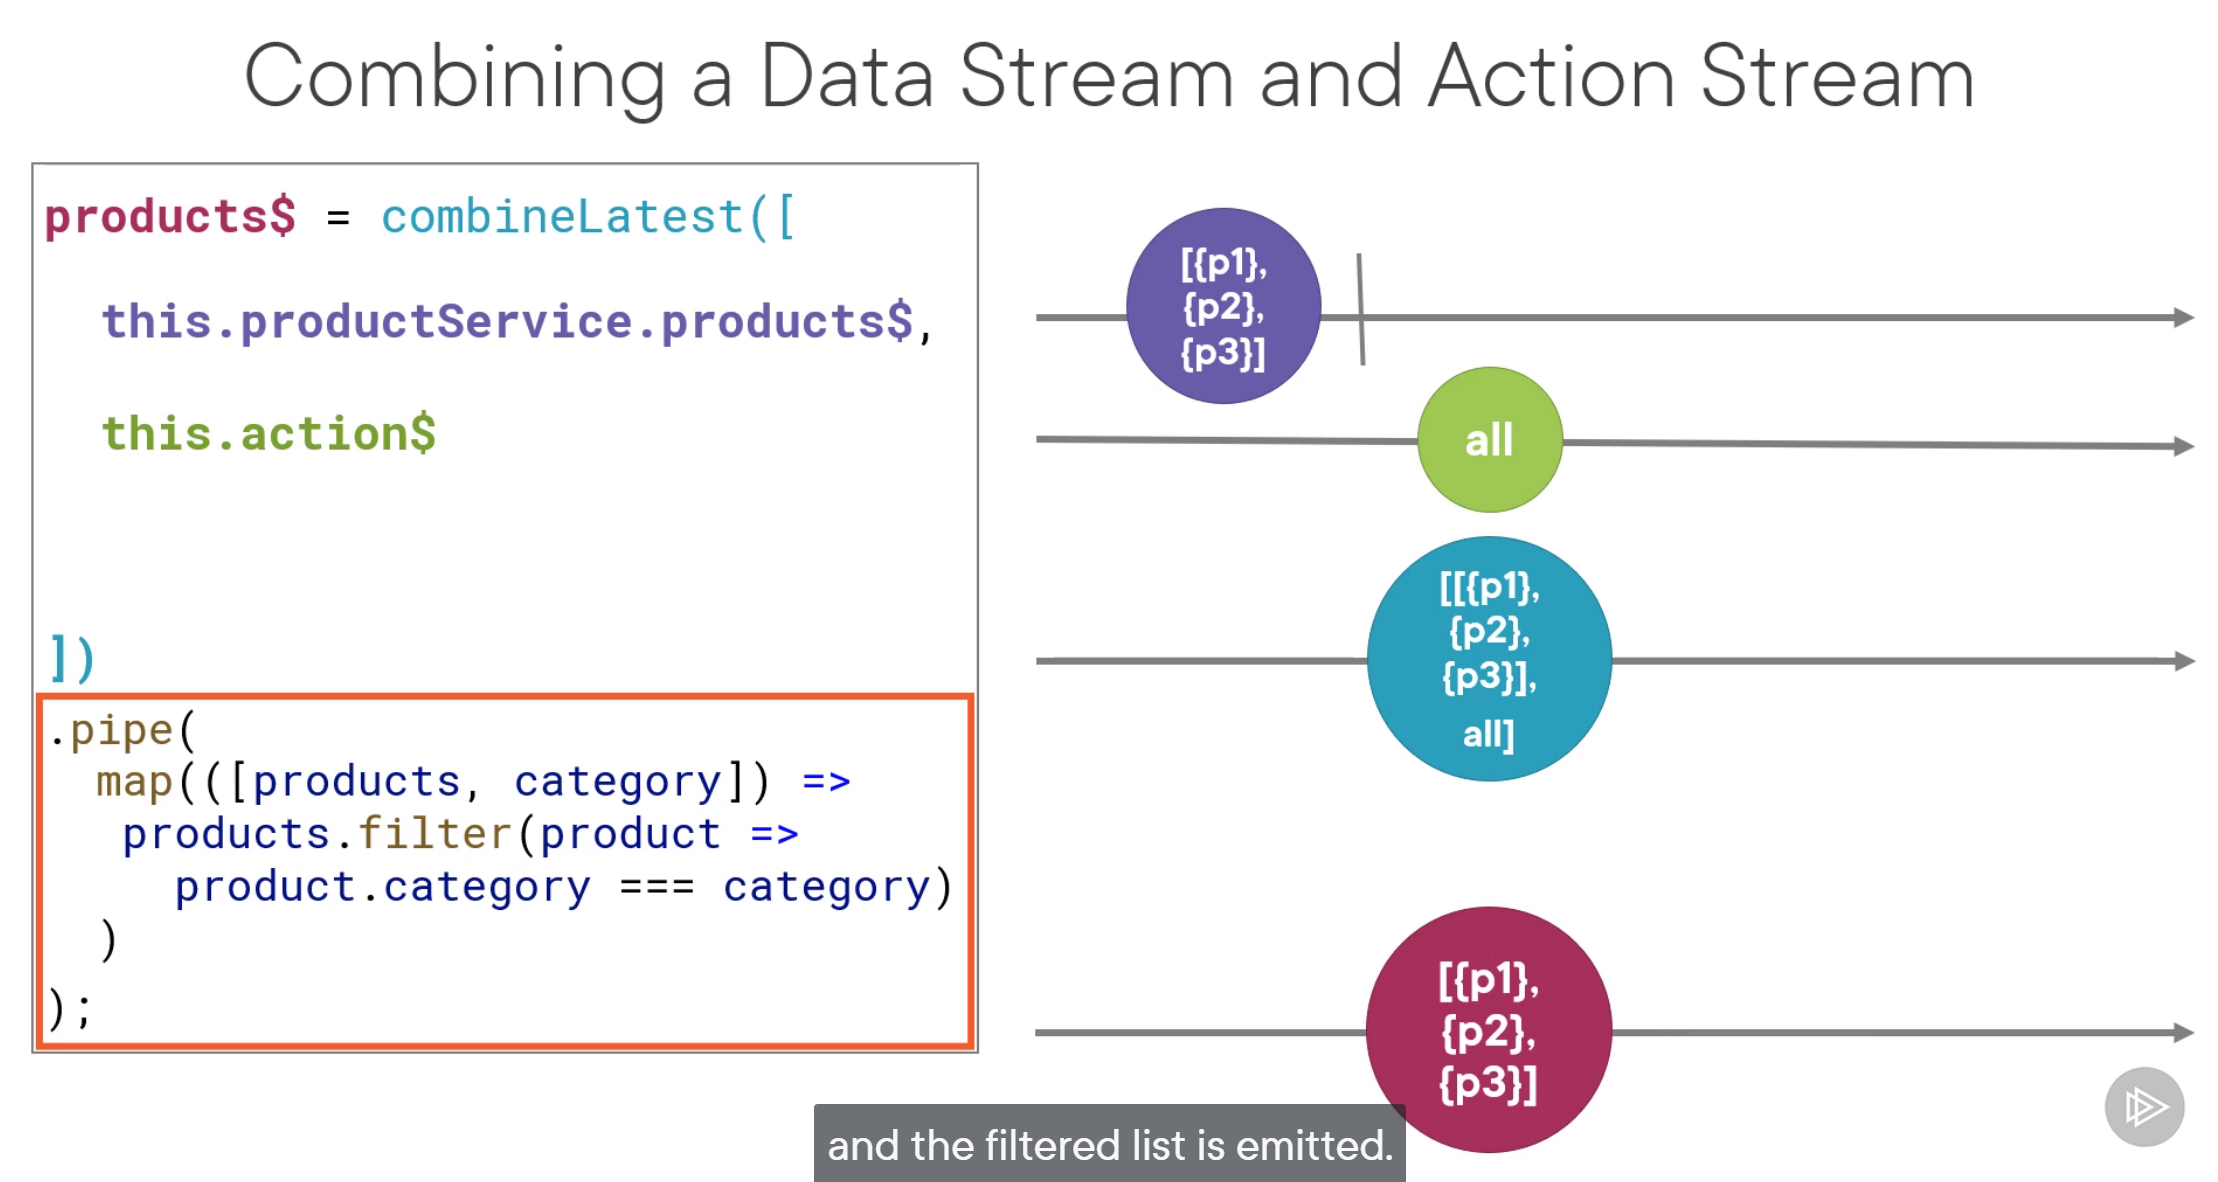 Combining a Data Stream and Action Stream
products$ = combineLatest([
this.productService.products$,
this.action$
])
.pipe(
map(([products, category]) =>
products.filter(product =>
product.category === category)
)
);
[{p1},
{p2},
{p3}]
all
[[{p1},
{p2},
{p3}],
all]
[{p1},
{p2},
{p3}]
and the filtered list is emitted.